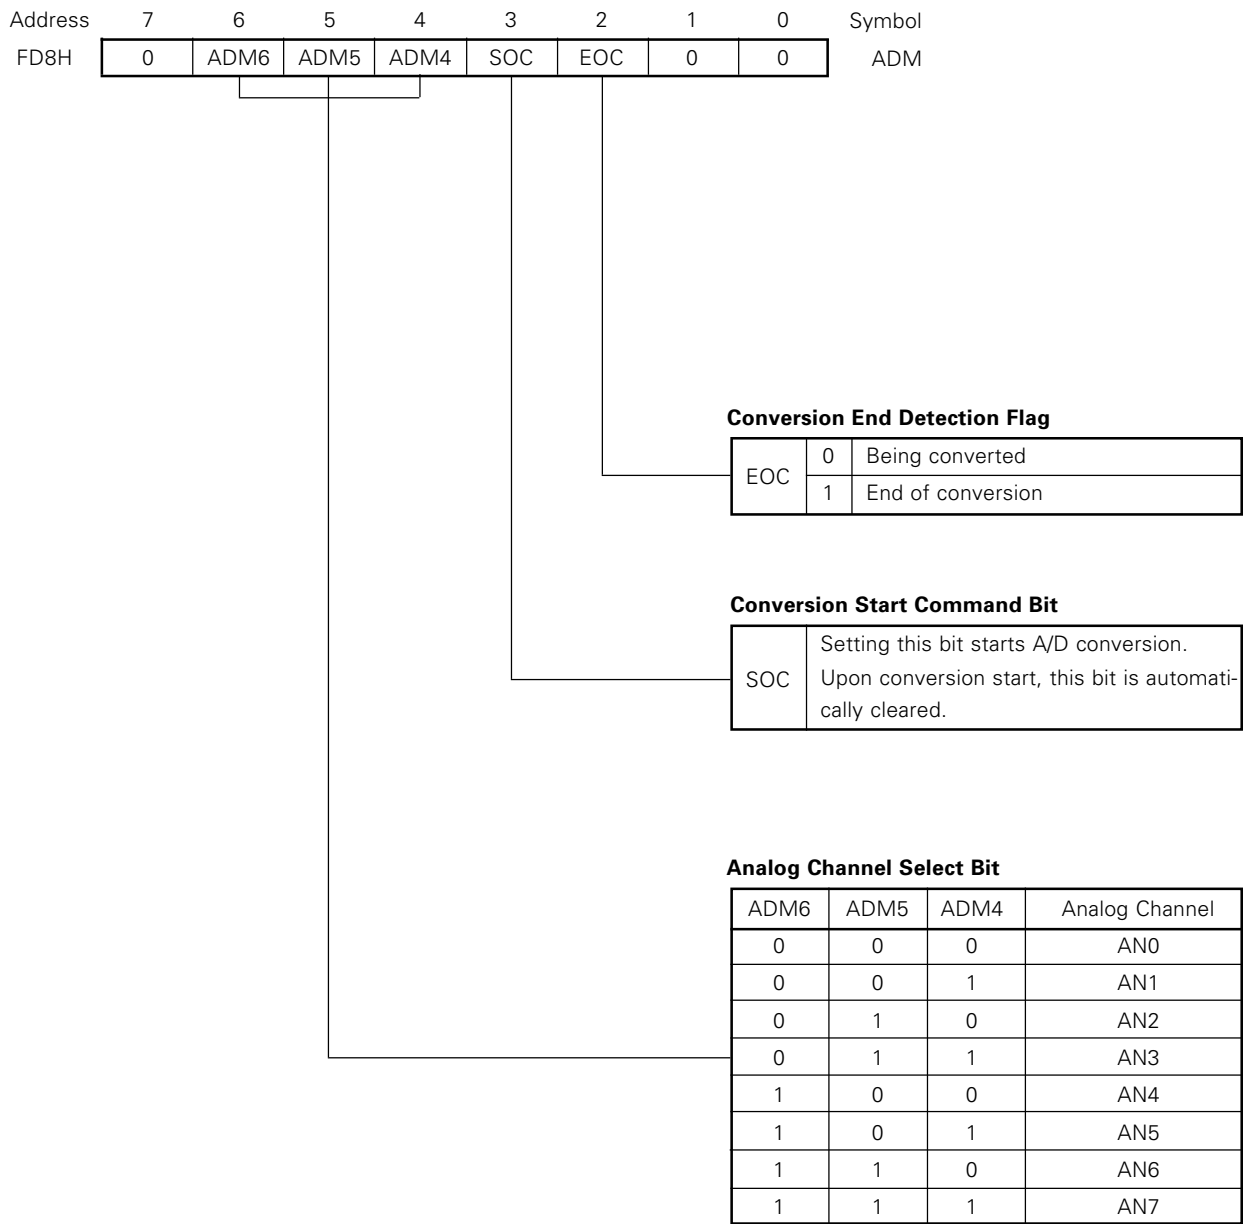 Address 7 6 5 4 3 2 1 0 Symbol
FD8H 0 ADM6 ADM5 ADM4 SOC EOC 0 0 ADM
Conversion End Detection Flag
EOC 0 Being converted
1 End of conversion
Conversion Start Command Bit
SOC Setting this bit starts A/D conversion.
Upon conversion start, this bit is automati-
cally cleared.
Analog Channel Select Bit
ADM6 ADM5 ADM4 Analog Channel
0 0 0 AN0
0 0 1 AN1
0 1 0 AN2
0 1 1 AN3
1 0 0 AN4
1 0 1 AN5
1 1 0 AN6
1 1 1 AN7